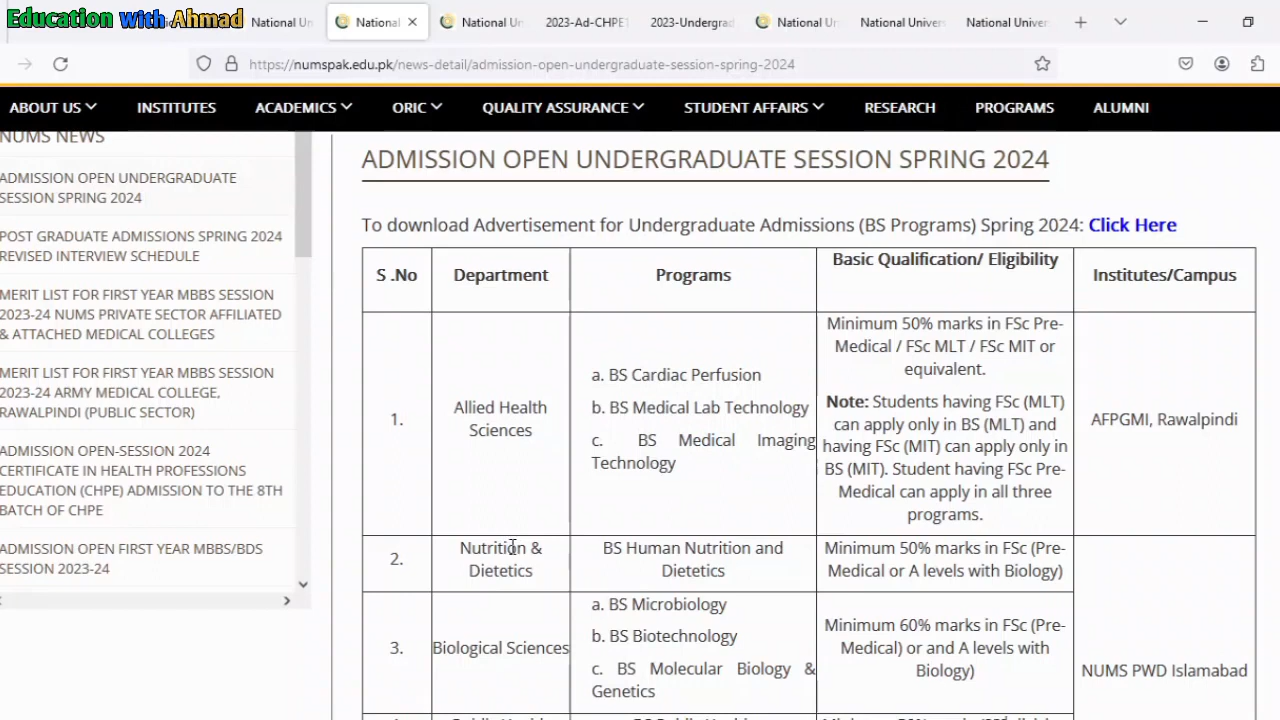 Education with Ahmad
National Un
National
National Un
2023-Ad-CHPE
2023-Undergrad
National Un
National Univer
National Univer
https://numspak.edu.pk/news-detail/admission-open-undergraduate-session-spring-2024
ABOUT US
INSTITUTES
ACADEMICS
ORIC
QUALITY ASSURANCE
STUDENT AFFAIRS
RESEARCH
PROGRAMS
ALUMNI
NUMS NEWS
ADMISSION OPEN UNDERGRADUATE
SESSION SPRING 2024
POST GRADUATE ADMISSIONS SPRING 2024
REVISED INTERVIEW SCHEDULE
MERIT LIST FOR FIRST YEAR MBBS SESSION
2023-24 NUMS PRIVATE SECTOR AFFILIATED
& ATTACHED MEDICAL COLLEGES
MERIT LIST FOR FIRST YEAR MBBS SESSION
2023-24 ARMY MEDICAL COLLEGE,
RAWALPINDI (PUBLIC SECTOR)
ADMISSION OPEN-SESSION 2024
CERTIFICATE IN HEALTH PROFESSIONS
EDUCATION (CHPE) ADMISSION TO THE 8TH
BATCH OF CHPE
ADMISSION OPEN FIRST YEAR MBBS/BDS
SESSION 2023-24
ADMISSION OPEN UNDERGRADUATE SESSION SPRING 2024
To download Advertisement for Undergraduate Admissions (BS Programs) Spring 2024: Click Here
S .No
Department
Programs
Basic Qualification/ Eligibility
Institutes/Campus
1.
Allied Health
Sciences
a. BS Cardiac Perfusion
b. BS Medical Lab Technology
c. BS Medical Imaging
Technology
Minimum 50% marks in FSc Pre-
Medical / FSc MLT / FSc MIT or
equivalent.
Note: Students having FSc (MLT)
can apply only in BS (MLT) and
having FSc (MIT) can apply only in
BS (MIT). Student having FSc Pre-
Medical can apply in all three
programs.
AFPGMI, Rawalpindi
2.
Nutrition &
Dietetics
BS Human Nutrition and
Dietetics
Minimum 50% marks in FSc (Pre-
Medical or A levels with Biology)
3.
Biological Sciences
a. BS Microbiology
b. BS Biotechnology
c. BS Molecular Biology &
Genetics
Minimum 60% marks in FSc (Pre-
Medical) or and A levels with
Biology)
NUMS PWD Islamabad